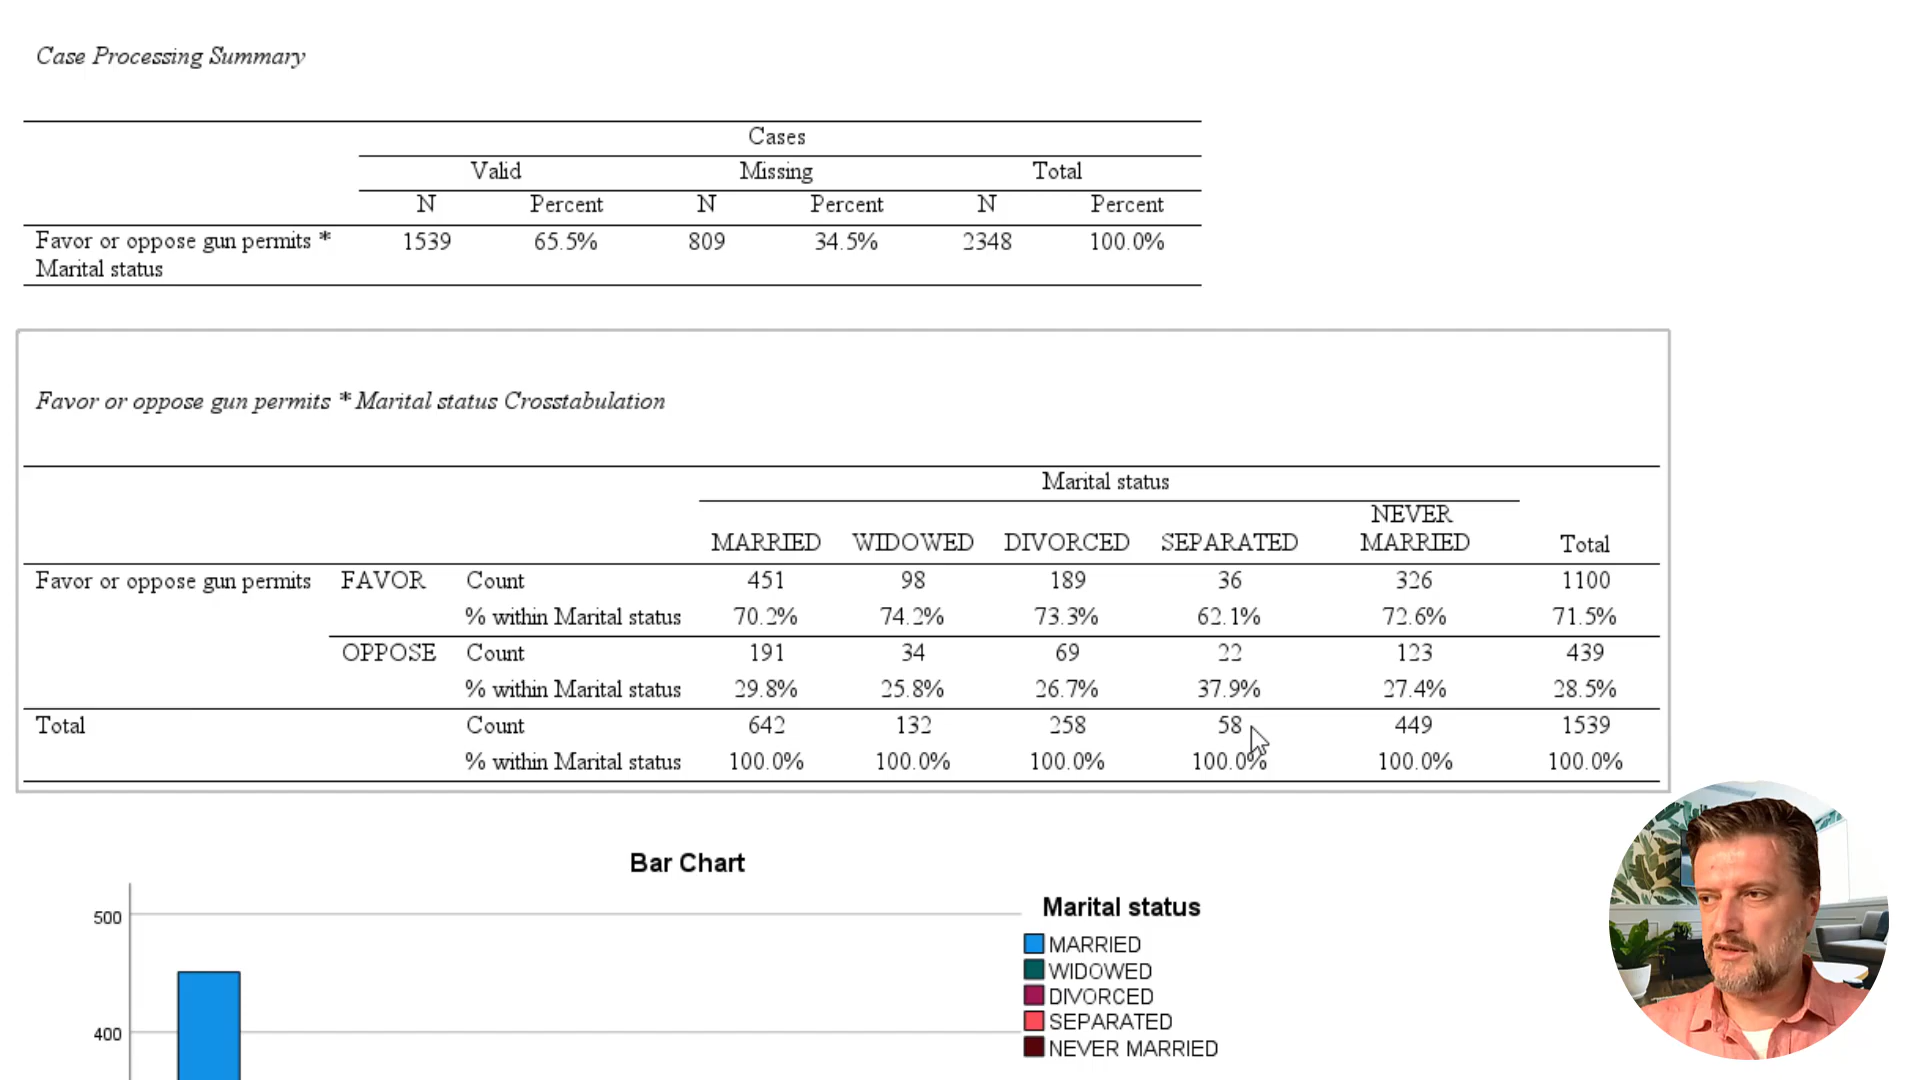 Case Processing Summary
Cases
Valid Missing Total
N Percent N Percent N Percent
Favor or oppose gun permits * 1539 65.5% 809 34.5% 2348 100.0%
Marital status
Favor or oppose gun permits * Marital status Crosstabulation
Marital status
NEVER
MARRIED WIDOWED DIVORCED SEPARATED MARRIED Total
Favor or oppose gun permits FAVOR Count 451 98 189 36 326 1100
% within Marital status 70.2% 74.2% 73.3% 62.1% 72.6% 71.5%
OPPOSE Count 191 34 69 22 123 439
% within Marital status 29.8% 25.8% 26.7% 37.9% 27.4% 28.5%
Total Count 642 132 258 58 449 1539
% within Marital status 100.0% 100.0% 100.0% 100.0% 100.0% 100.0%
Bar Chart
500
400
Marital status
MARRIED
WIDOWED
DIVORCED
SEPARATED
NEVER MARRIED